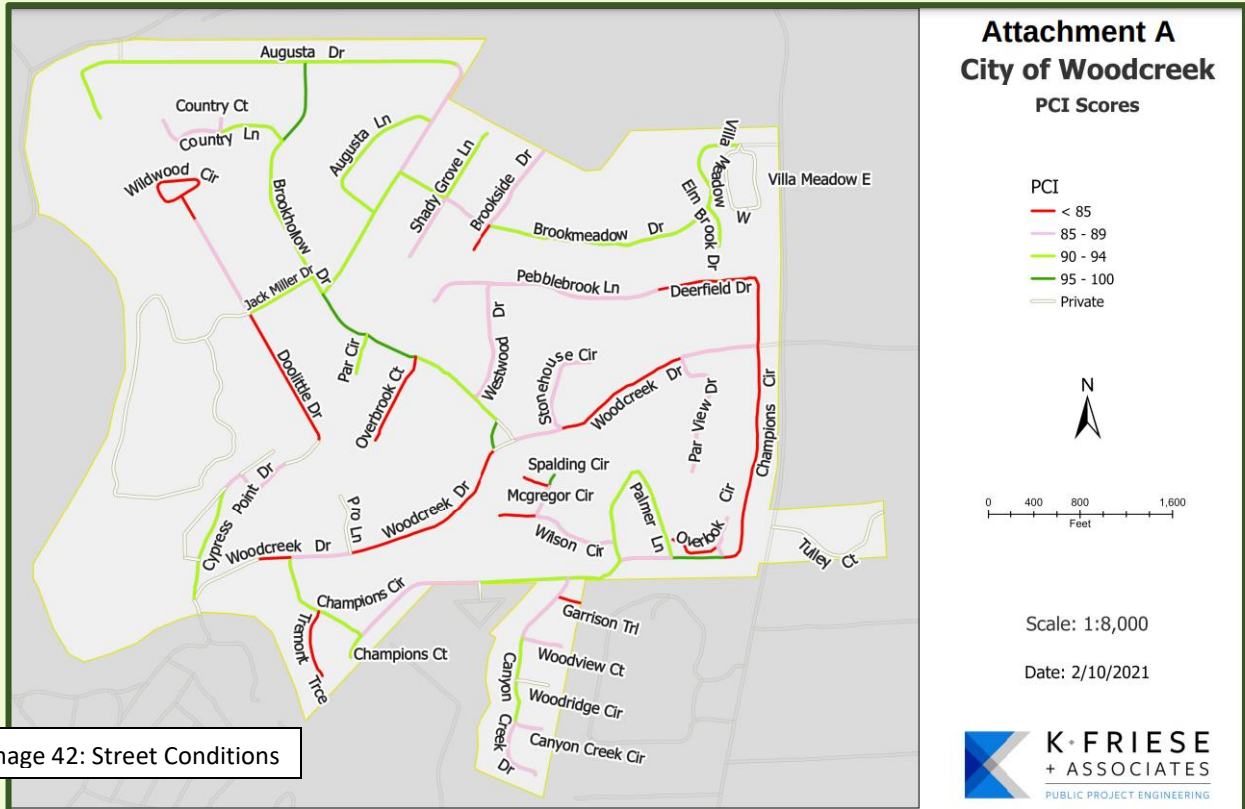 Augusta Dr
Country Ct
Country Ln
Augusta Ln
Wildwood Cir
Shady Grove Ln
Brookside Dr
Villa Meadow W
Villa Meadow E
Elm Brook Dr
Brookhollow Dr
Brookmeadow Dr
Jack Miller Dr
Pebblebrook Ln
Deerfield Dr
Westwood Dr
Par Cir
Doolittle Dr
Overbrook Ct
Stonehouse Cir
Woodcreek Dr
Par View Dr
Champions Cir
Spalding Cir
Mcgregor Cir
Cypress Point Dr
Pro Ln
Woodcreek Dr
Wilson Cir
Palmer Ln
Overbook Cir
Woodcreek Dr
Tulley Ct
Champions Cir
Tremont Trce
Champions Ct
Garrison Trl
Woodview Ct
Canyon Creek Dr
Woodridge Cir
Canyon Creek Cir
mage 42: Street Conditions
Attachment A
City of Woodcreek
PCI Scores
PCI
< 85
85 - 89
90 - 94
95 - 100
Private
N
0 400 800 1,600
Feet
Scale: 1:8,000
Date: 2/10/2021
K·FRIESE
+ ASSOCIATES
PUBLIC PROJECT ENGINEERING